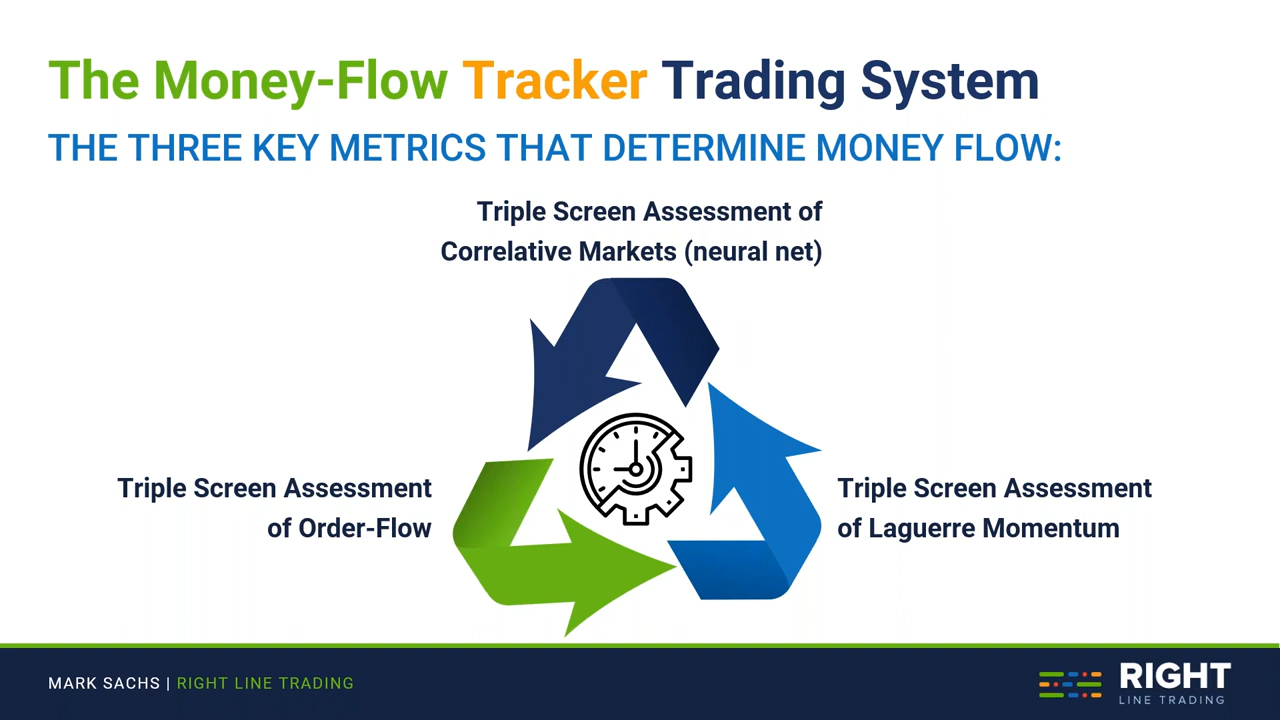 The Money-Flow Tracker Trading System
THE THREE KEY METRICS THAT DETERMINE MONEY FLOW:
Triple Screen Assessment of
Correlative Markets (neural net)
Triple Screen Assessment
of Order-Flow
Triple Screen Assessment
of Laguerre Momentum
MARK SACHS | RIGHT LINE TRADING
RIGHT
LINE TRADING